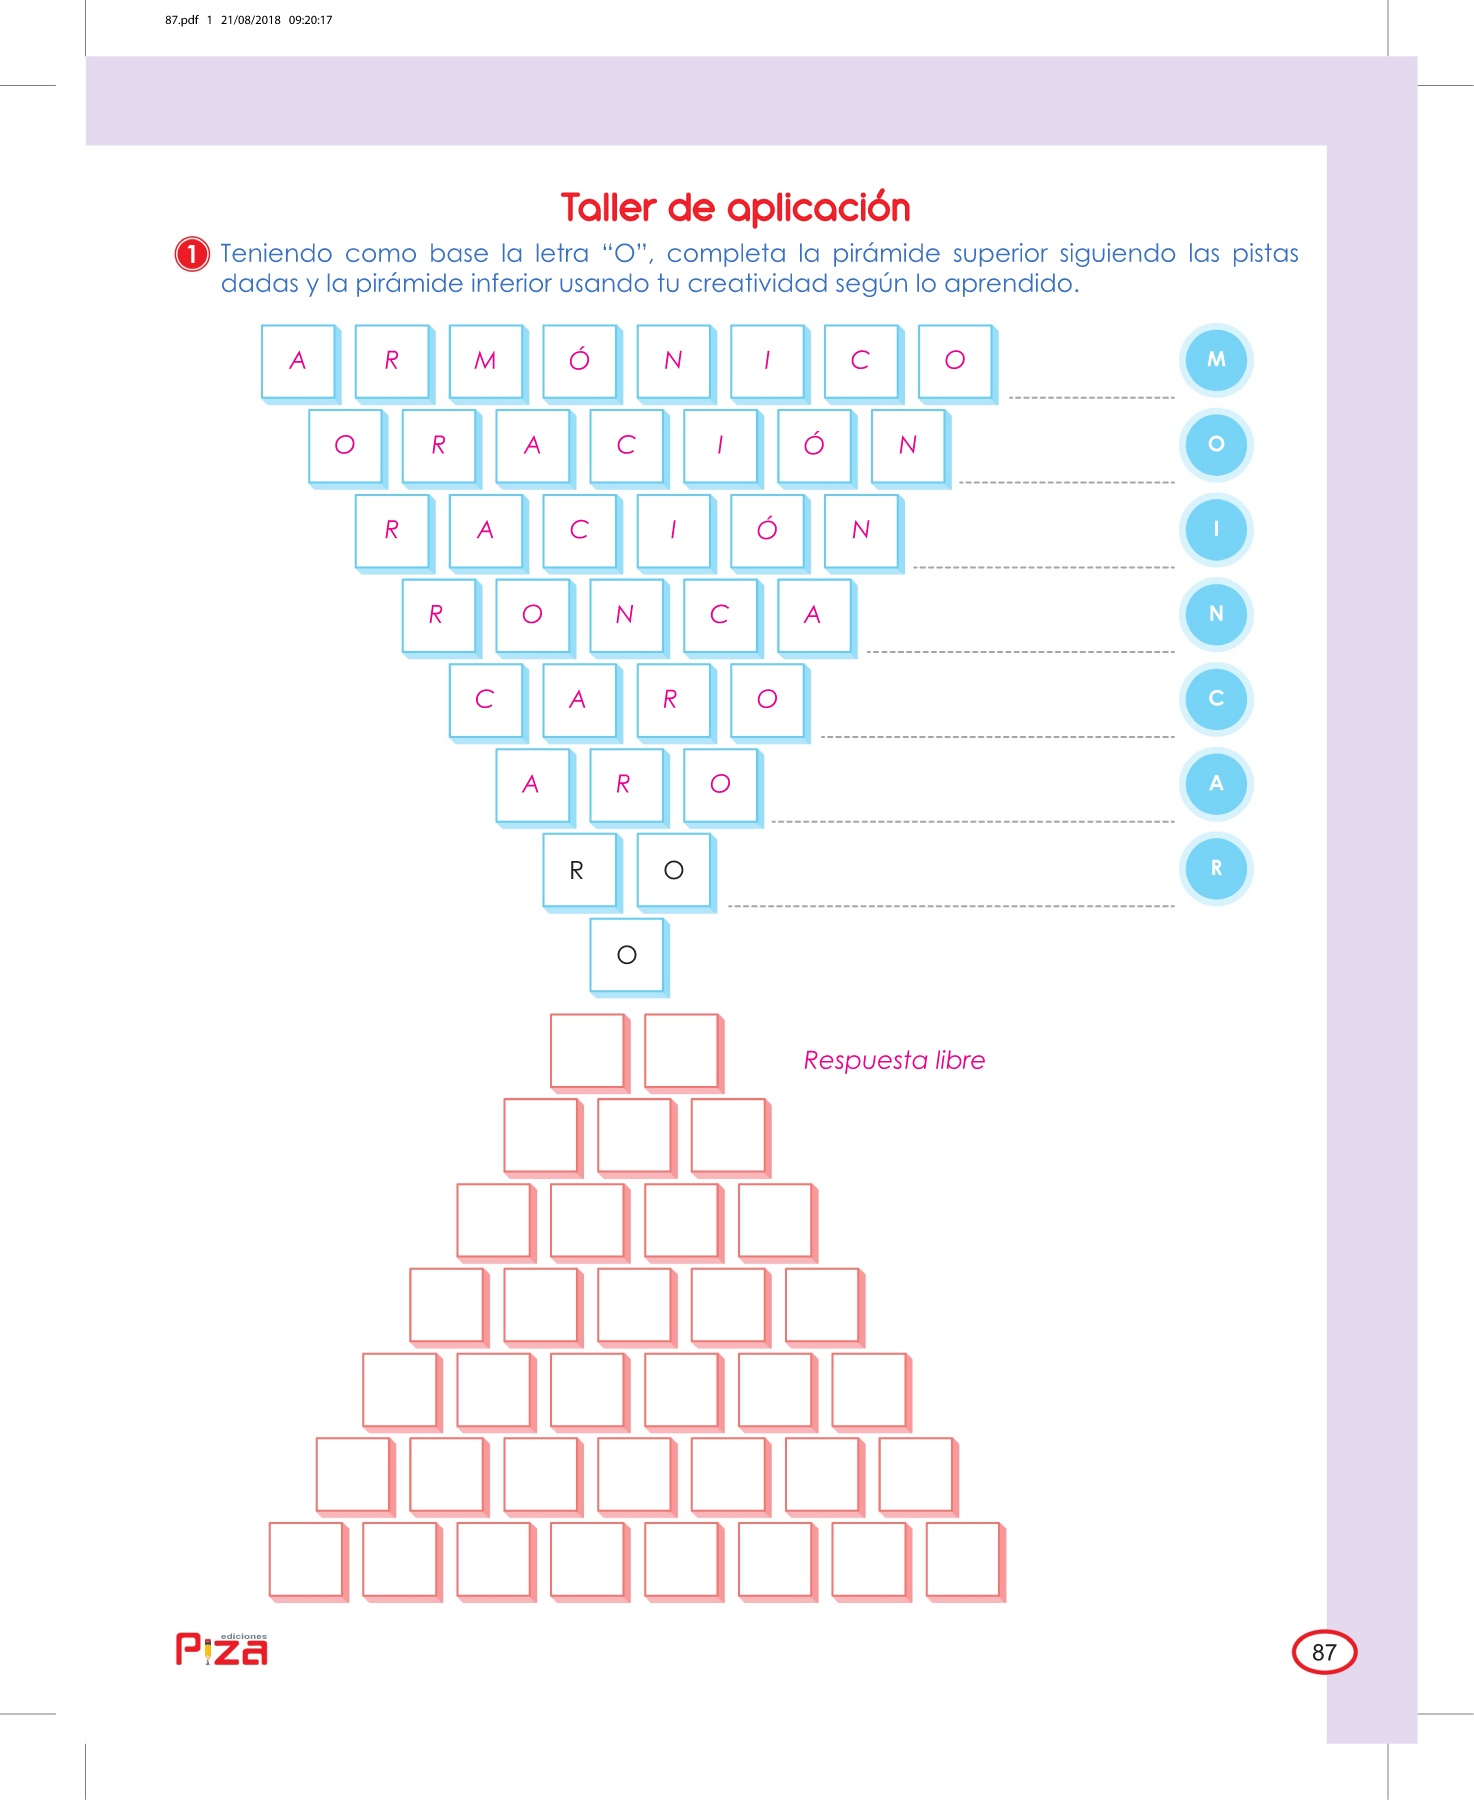 87.pdf 1 21/08/2018 09:20:17
Taller de aplicación
1 Teniendo como base la letra “O”, completa la pirámide superior siguiendo las pistas
dadas y la pirámide inferior usando tu creatividad según lo aprendido.
A R M Ó N I C O M
O R A C I Ó N O
R A C I Ó N I
R O N C A N
C A R O C
A R O A
R O R
O
Respuesta libre
ediciones
Piza
87